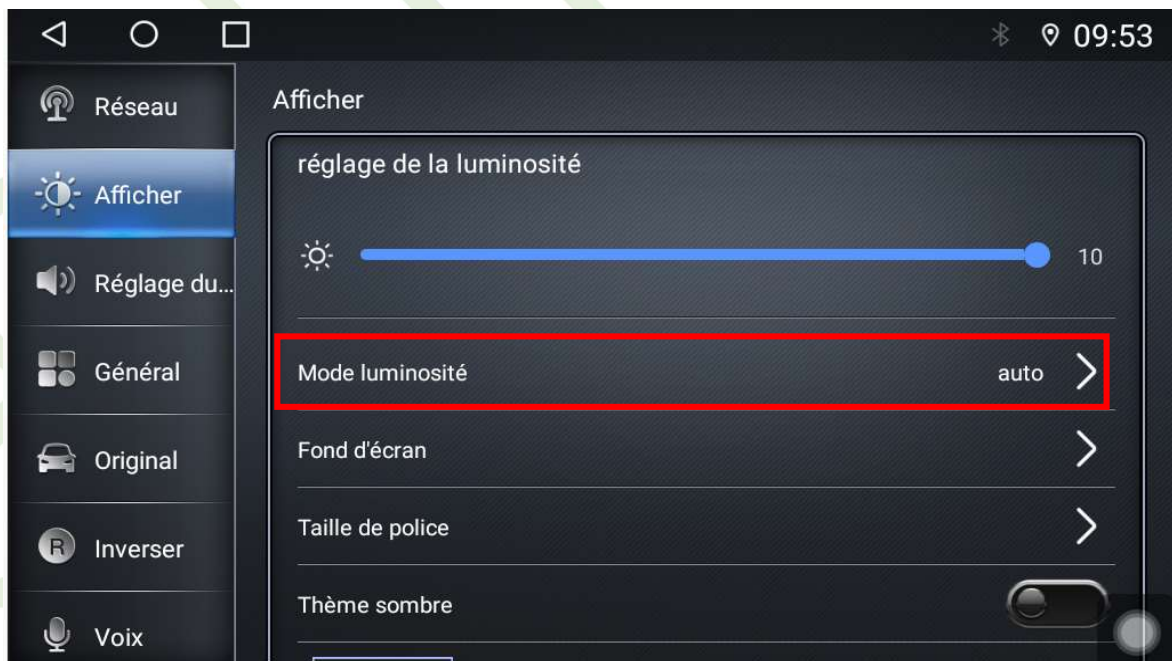 09:53
Réseau
Afficher
Réglage du...
Général
Original
R Inverser
Voix
Afficher
réglage de la luminosité
10
Mode luminosité auto
Fond d'écran
Taille de police
Thème sombre